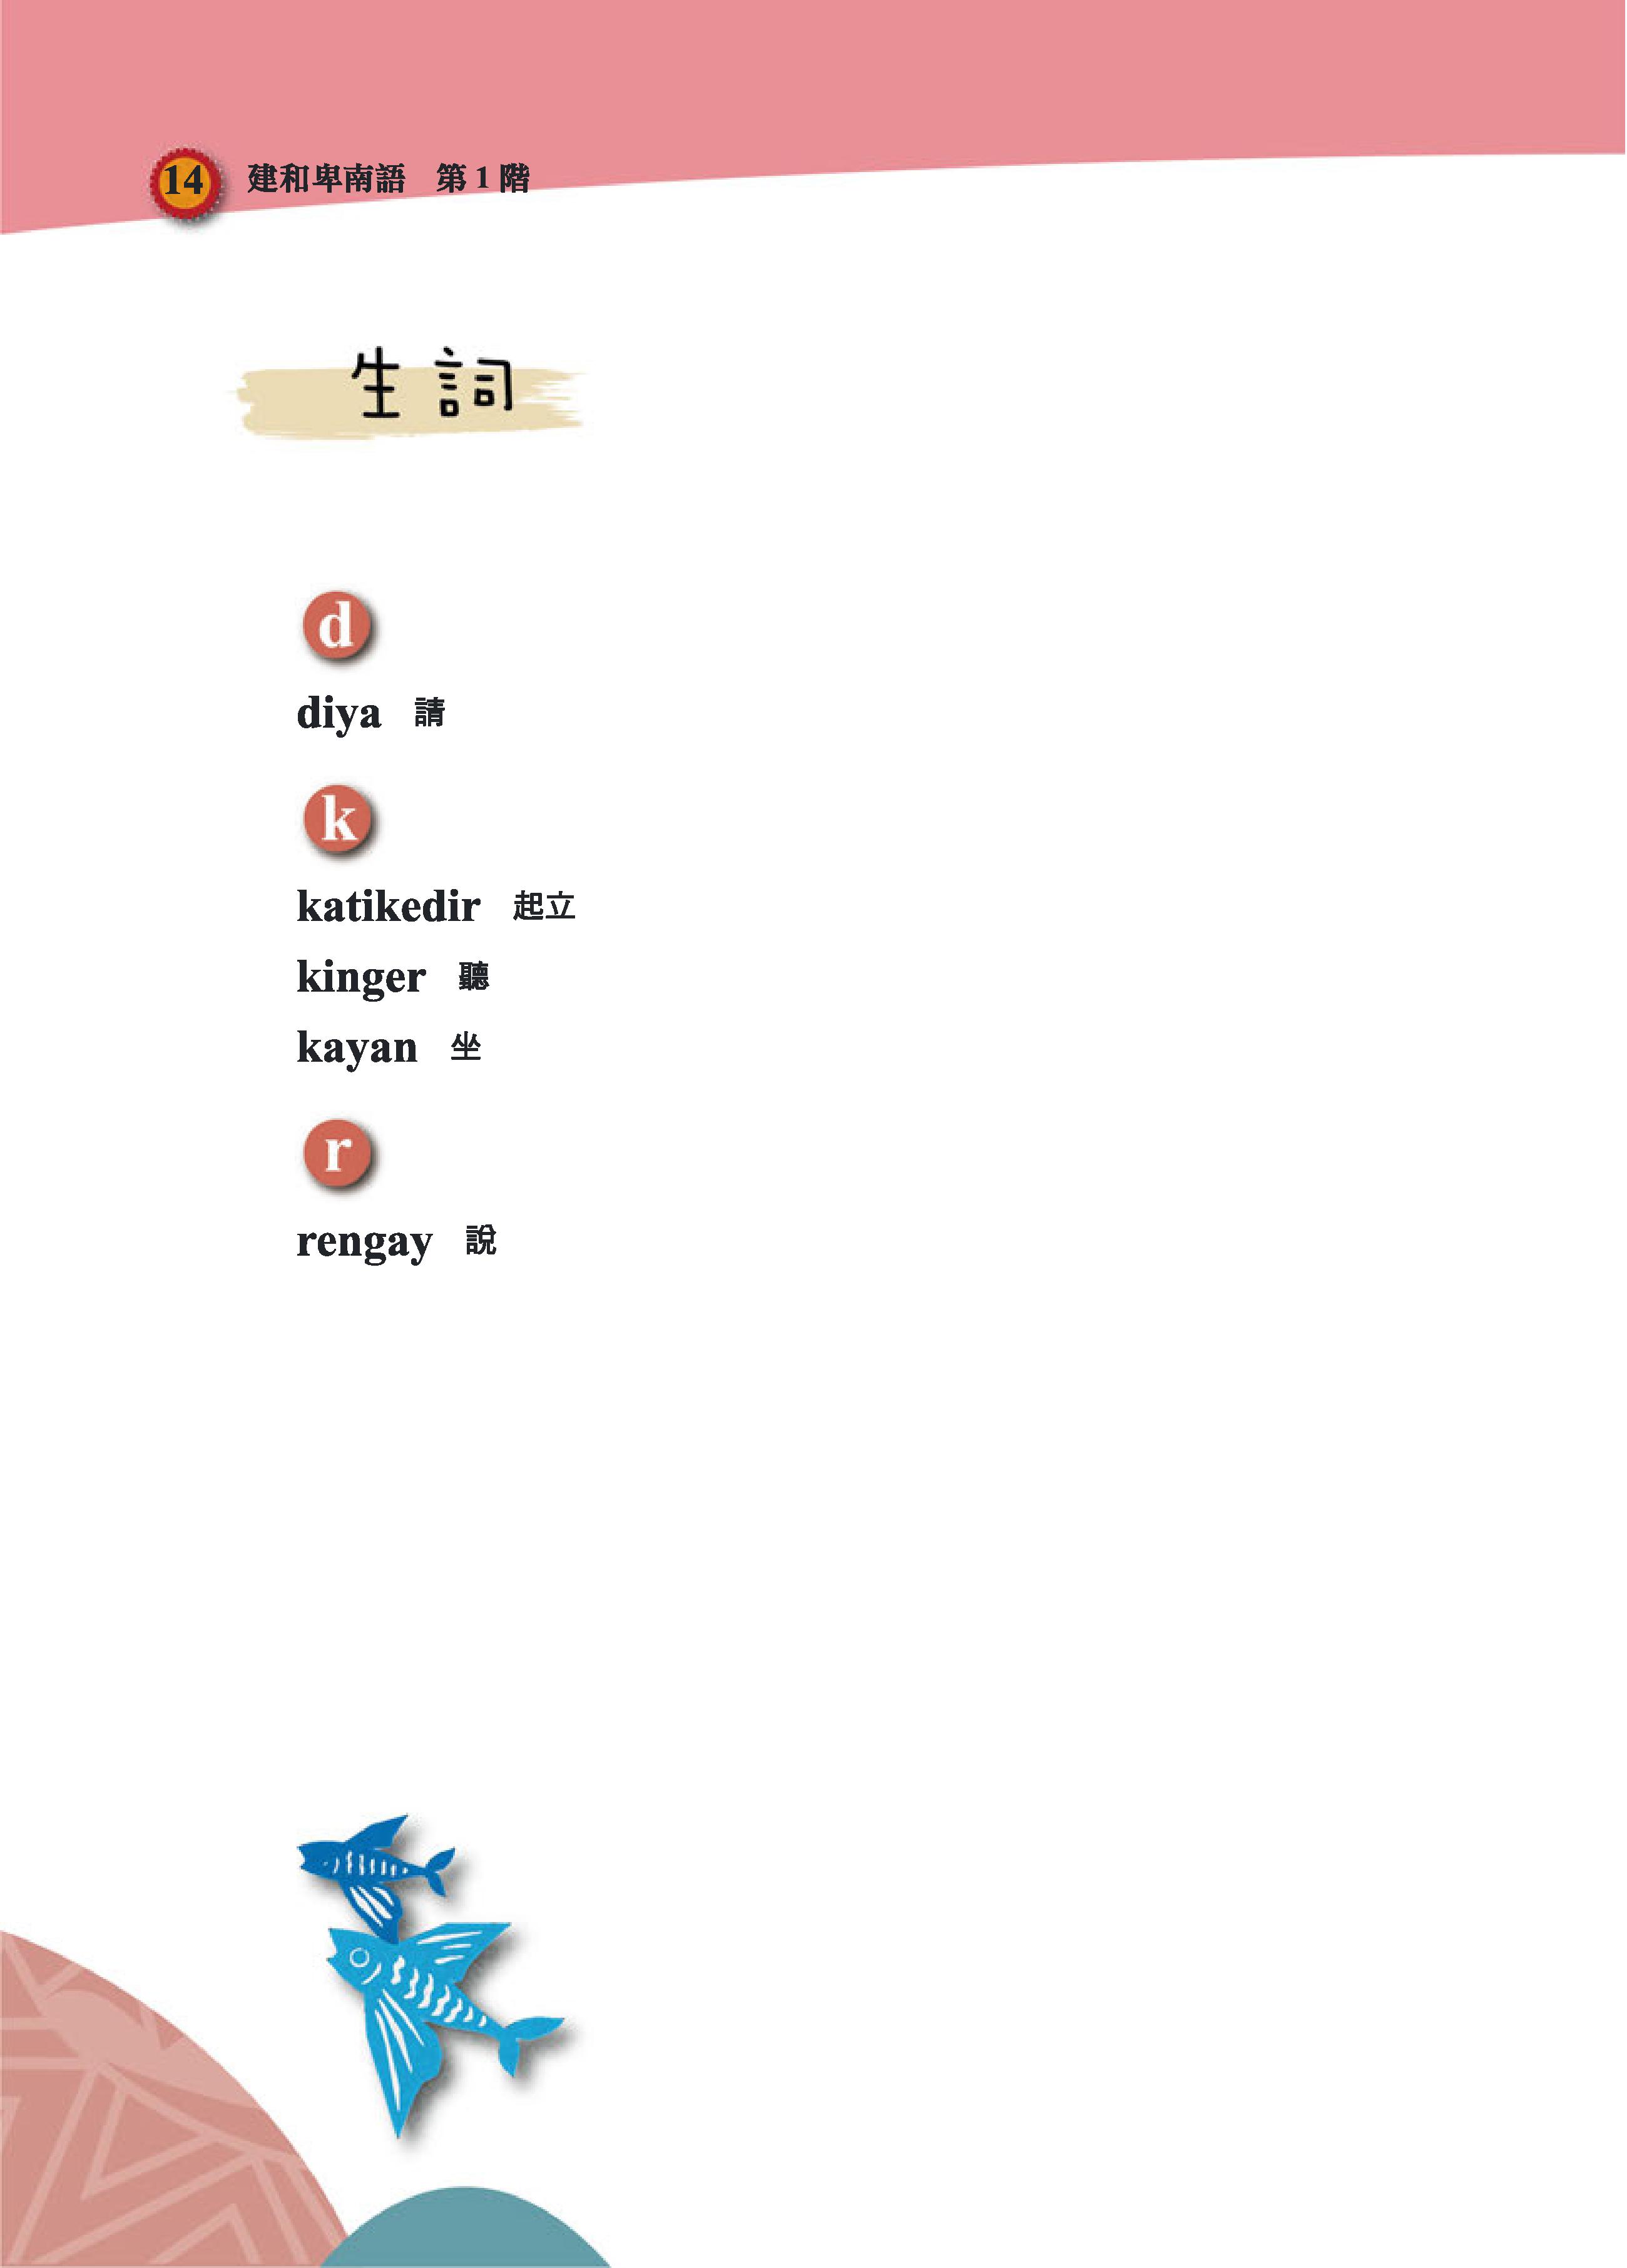 14 建和卑南語 第1階
生詞
d
diya 請
k
katikedir 起立
kinger 聽
kayan 坐
r
rengay 說